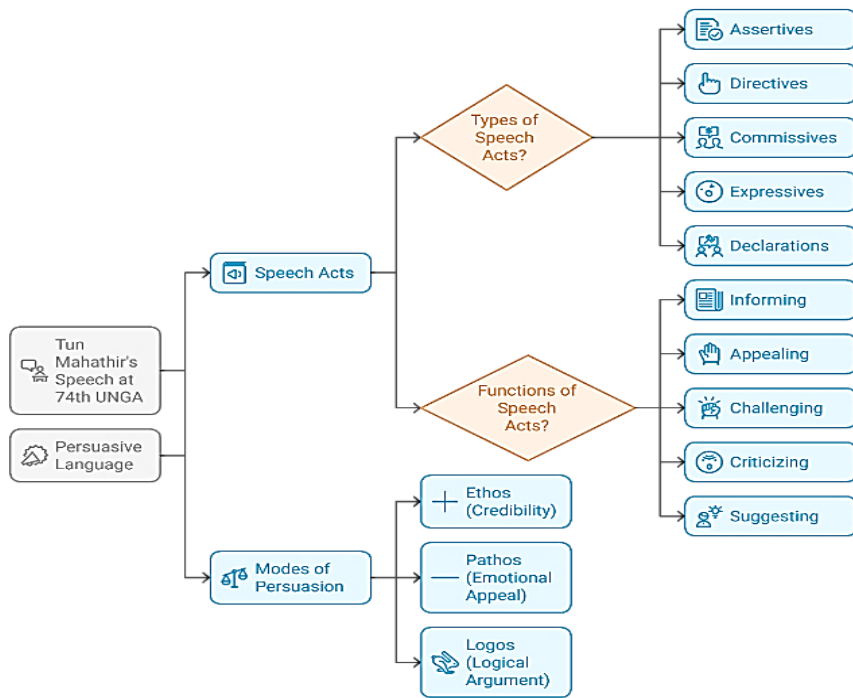 Tun
Mahathir's
Speech at
74th UNGA
Persuasive
Language
Speech Acts
Modes of
Persuasion
Types of
Speech
Acts?
Functions of
Speech
Acts?
Ethos
(Credibility)
Pathos
(Emotional
Appeal)
Logos
(Logical
Argument)
Assertives
Directives
Commissives
Expressives
Declarations
Informing
Appealing
Challenging
Criticizing
Suggesting